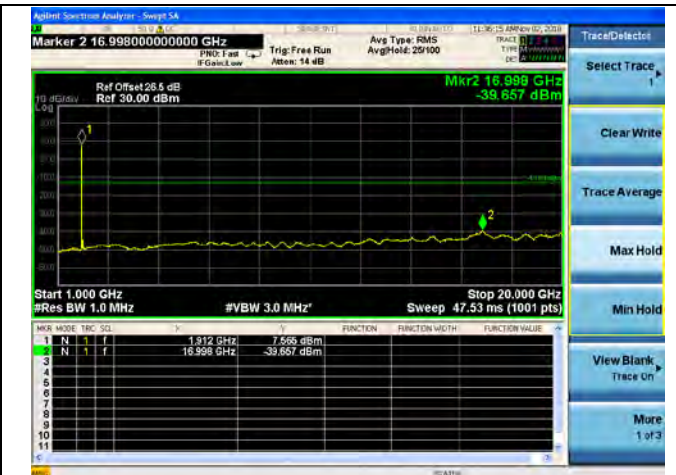 Agilent Spectrum Analyzer - Swept SA
11:36:15 AM Nov 02, 2018
Marker 2 16.998000000000 GHz
PNO: Fast
IFGain:Low
Trig: Free Run
Atten: 14 dB
Avg Type: RMS
Avg|Hold: 25/100
TRACE
TYPE
DET
Ref Offset 26.5 dB
Ref 30.00 dBm
10 dB/div
Log
Mkr2 16.998 GHz
-39.657 dBm
1
2
Start 1.000 GHz
Stop 20.000 GHz
#Res BW 1.0 MHz
#VBW 3.0 MHz*
Sweep 47.53 ms (1001 pts)
MKR MODE TRC SCL X Y FUNCTION FUNCTION WIDTH FUNCTION VALUE
1 N 1 f 1.912 GHz 7.565 dBm
2 N 1 f 16.998 GHz -39.657 dBm
3
4
5
6
7
8
9
10
11
Trace/Detector
Select Trace
1
Clear Write
Trace Average
Max Hold
Min Hold
View Blank
Trace On
More
1 of 3